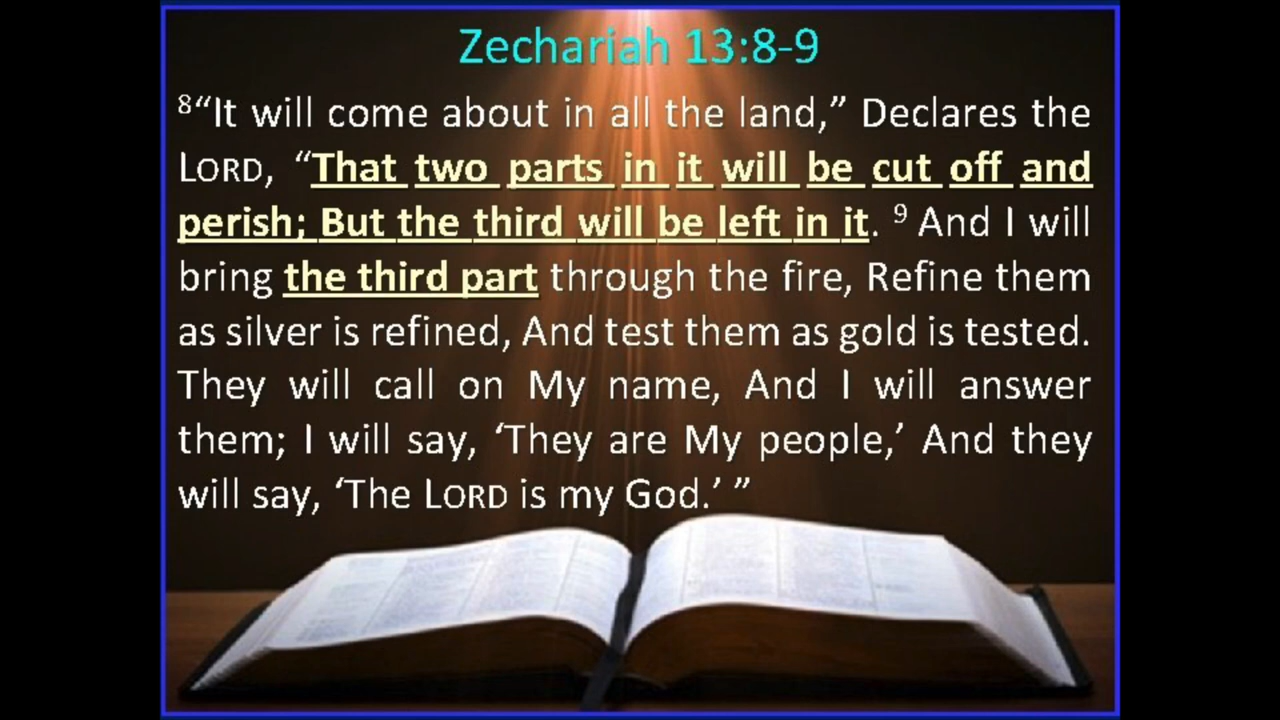 Zechariah 13:8-9
⁸“It will come about in all the land,” Declares the
LORD, “That two parts in it will be cut off and
perish; But the third will be left in it. ⁹ And I will
bring the third part through the fire, Refine them
as silver is refined, And test them as gold is tested.
They will call on My name, And I will answer
them; I will say, ‘They are My people,’ And they
will say, ‘The LORD is my God.’ ”